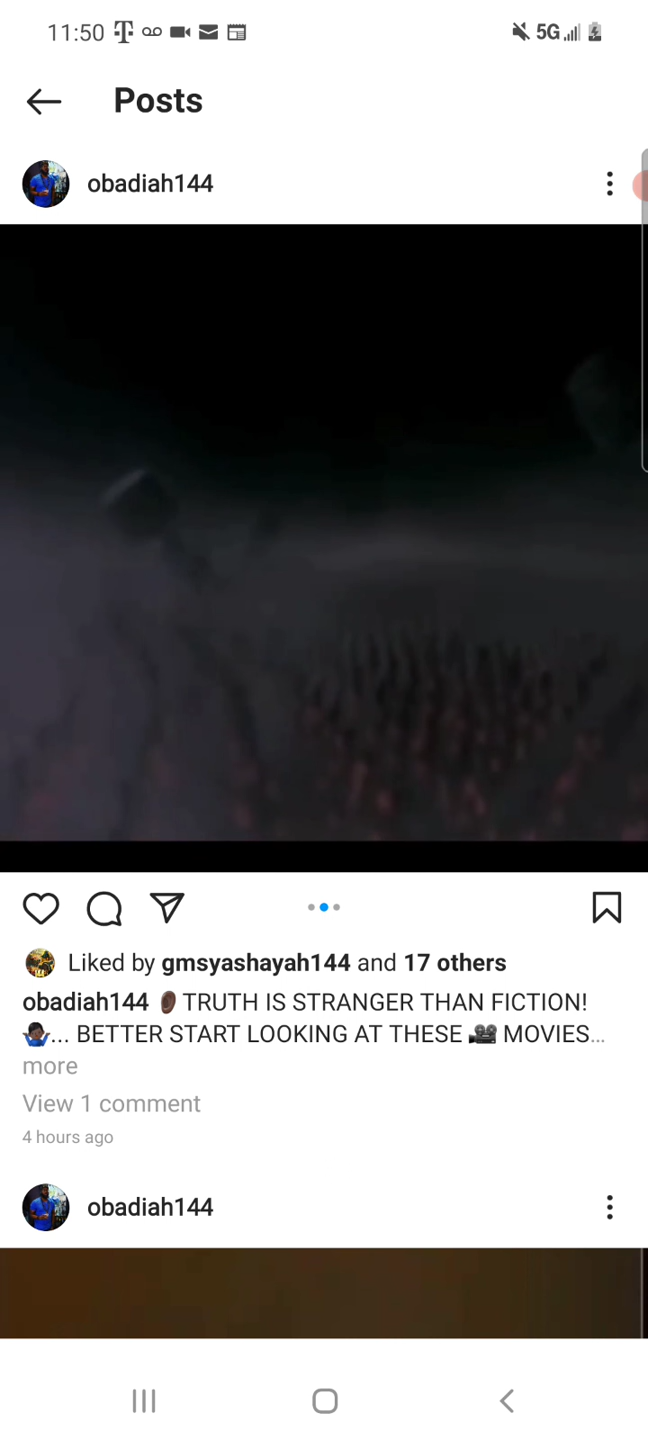 11:50 5G
Posts
obadiah144
Liked by gmsyashayah144 and 17 others
obadiah144 👂🏿TRUTH IS STRANGER THAN FICTION!
🤷🏿‍♂️... BETTER START LOOKING AT THESE 🎥 MOVIES...
more
View 1 comment
4 hours ago
obadiah144